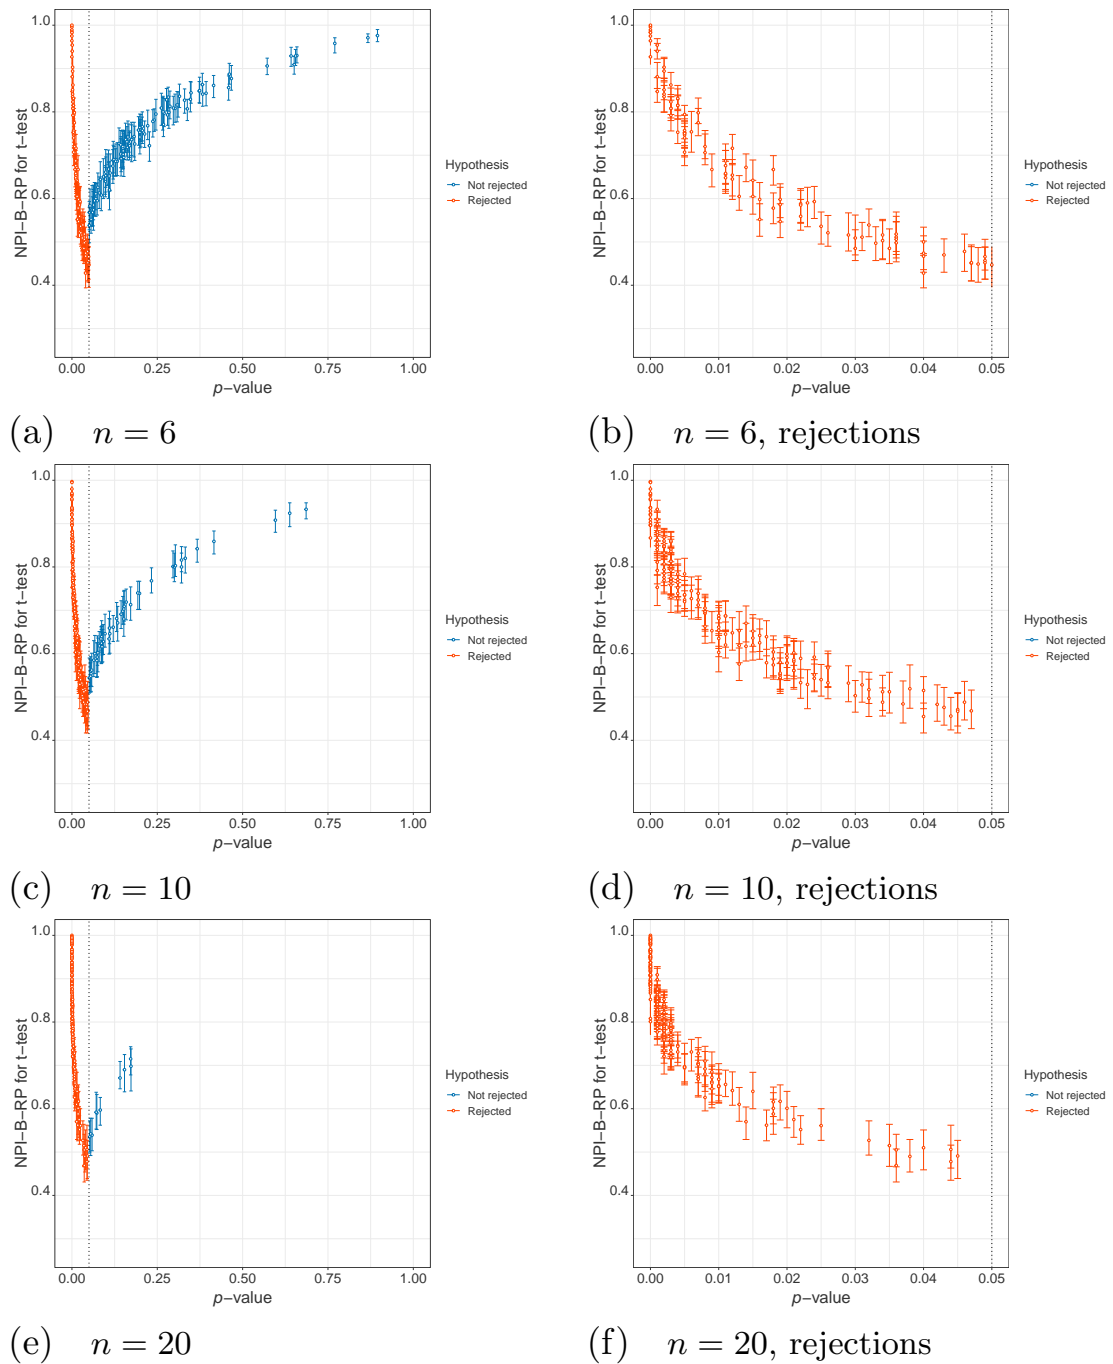 1.0
0.8
0.6
0.4
NPI−B−RP for t−test
0.00 0.25 0.50 0.75 1.00
p−value
Hypothesis
Not rejected
Rejected
(a) n = 6
1.0
0.8
0.6
0.4
NPI−B−RP for t−test
0.00 0.01 0.02 0.03 0.04 0.05
p−value
Hypothesis
Not rejected
Rejected
(b) n = 6, rejections
1.0
0.8
0.6
0.4
NPI−B−RP for t−test
0.00 0.25 0.50 0.75 1.00
p−value
Hypothesis
Not rejected
Rejected
(c) n = 10
1.0
0.8
0.6
0.4
NPI−B−RP for t−test
0.00 0.01 0.02 0.03 0.04 0.05
p−value
Hypothesis
Not rejected
Rejected
(d) n = 10, rejections
1.0
0.8
0.6
0.4
NPI−B−RP for t−test
0.00 0.25 0.50 0.75 1.00
p−value
Hypothesis
Not rejected
Rejected
(e) n = 20
1.0
0.8
0.6
0.4
NPI−B−RP for t−test
0.00 0.01 0.02 0.03 0.04 0.05
p−value
Hypothesis
Not rejected
Rejected
(f) n = 20, rejections